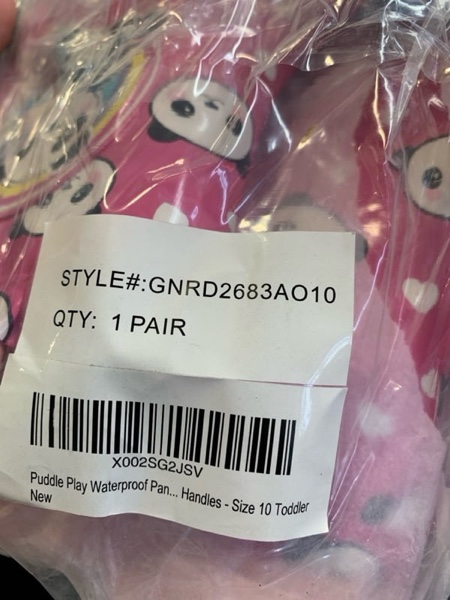 STYLE#:GNRD2683AO10
QTY: 1 PAIR
X002SG2JSV
Puddle Play Waterproof Pan... Handles - Size 10 Toddler
New